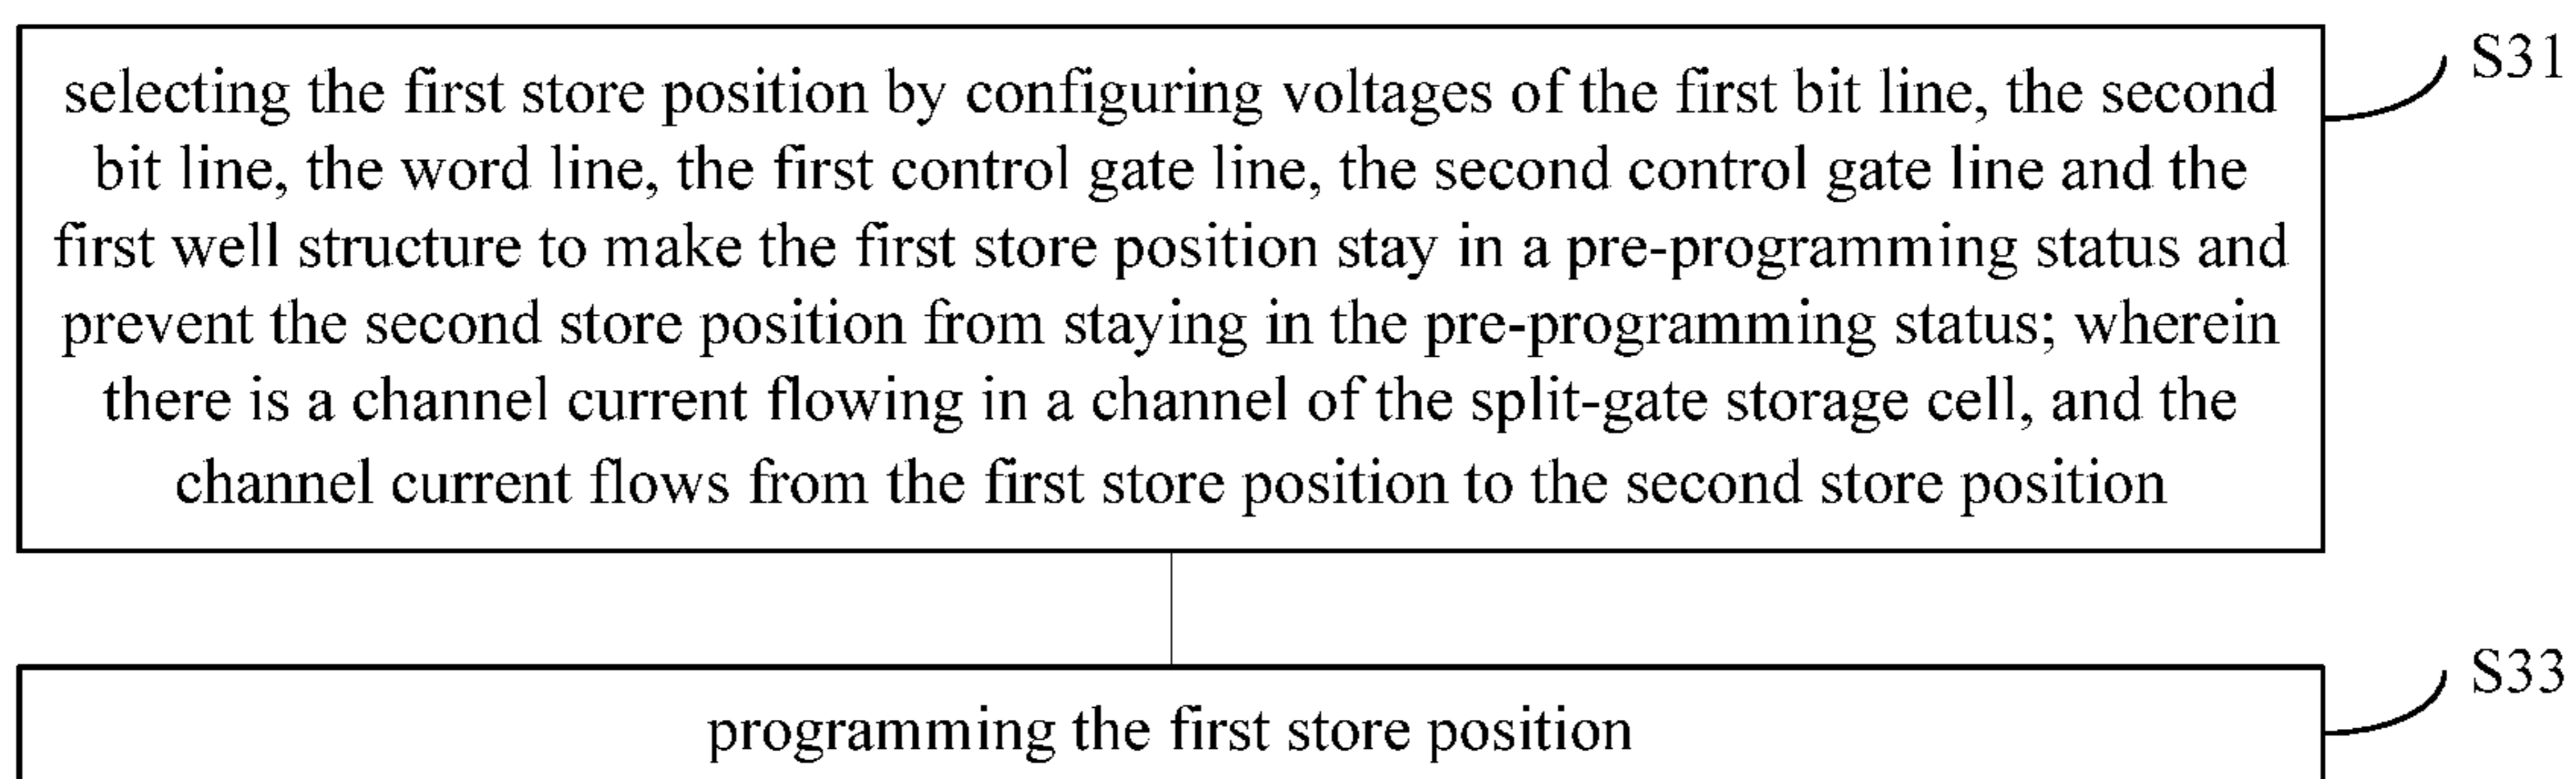 S31
selecting the first store position by configuring voltages of the first bit line, the second
bit line, the word line, the first control gate line, the second control gate line and the
first well structure to make the first store position stay in a pre-programming status and
prevent the second store position from staying in the pre-programming status; wherein
there is a channel current flowing in a channel of the split-gate storage cell, and the
channel current flows from the first store position to the second store position
S33
programming the first store position